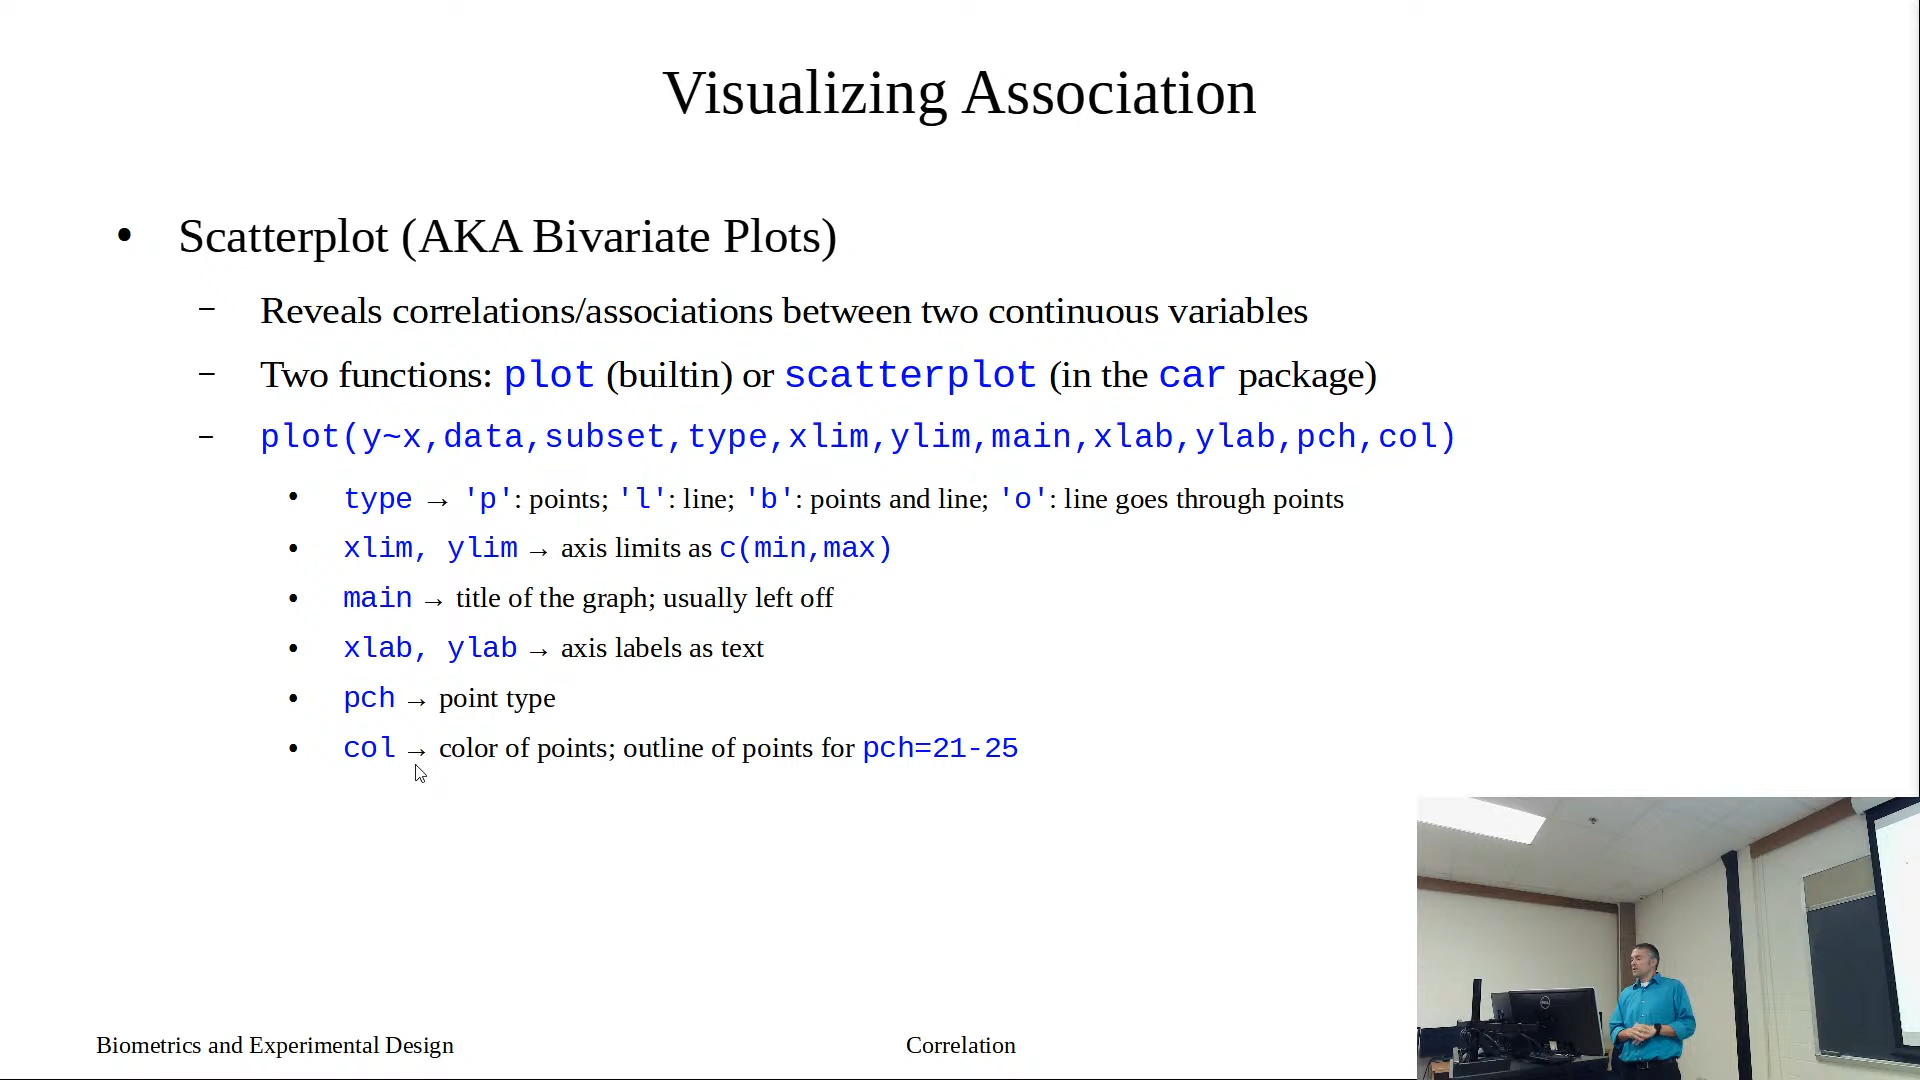 Visualizing Association
• Scatterplot (AKA Bivariate Plots)
– Reveals correlations/associations between two continuous variables
– Two functions: plot (builtin) or scatterplot (in the car package)
– plot(y~x,data,subset,type,xlim,ylim,main,xlab,ylab,pch,col)
• type → 'p': points; 'l': line; 'b': points and line; 'o': line goes through points
• xlim, ylim → axis limits as c(min,max)
• main → title of the graph; usually left off
• xlab, ylab → axis labels as text
• pch → point type
• col → color of points; outline of points for pch=21-25
Biometrics and Experimental Design
Correlation